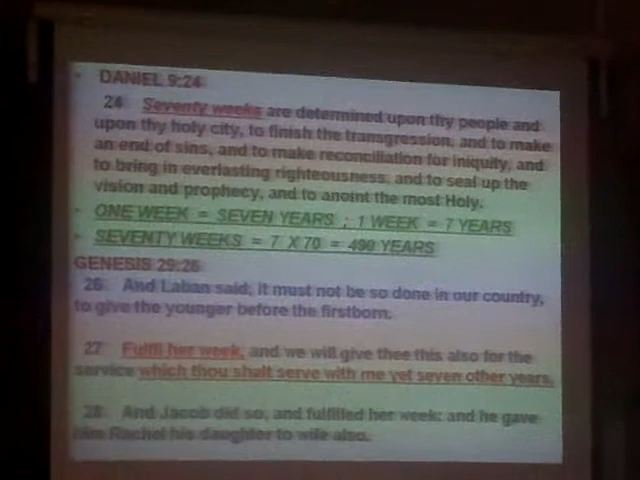 DANIEL 9:24
24 Seventy weeks are determined upon thy people and
upon thy holy city, to finish the transgression, and to make
an end of sins, and to make reconciliation for iniquity, and
to bring in everlasting righteousness, and to seal up the
vision and prophecy, and to anoint the most Holy.
ONE WEEK = SEVEN YEARS ; 1 WEEK = 7 YEARS
SEVENTY WEEKS = 7 X 70 = 490 YEARS
GENESIS 29:26
26 And Laban said, it must not be so done in our country,
to give the younger before the firstborn.
27 Fulfil her week, and we will give thee this also for the
service which thou shalt serve with me yet seven other years.
28 And Jacob did so, and fulfilled her week: and he gave
him Rachel his daughter to wife also.